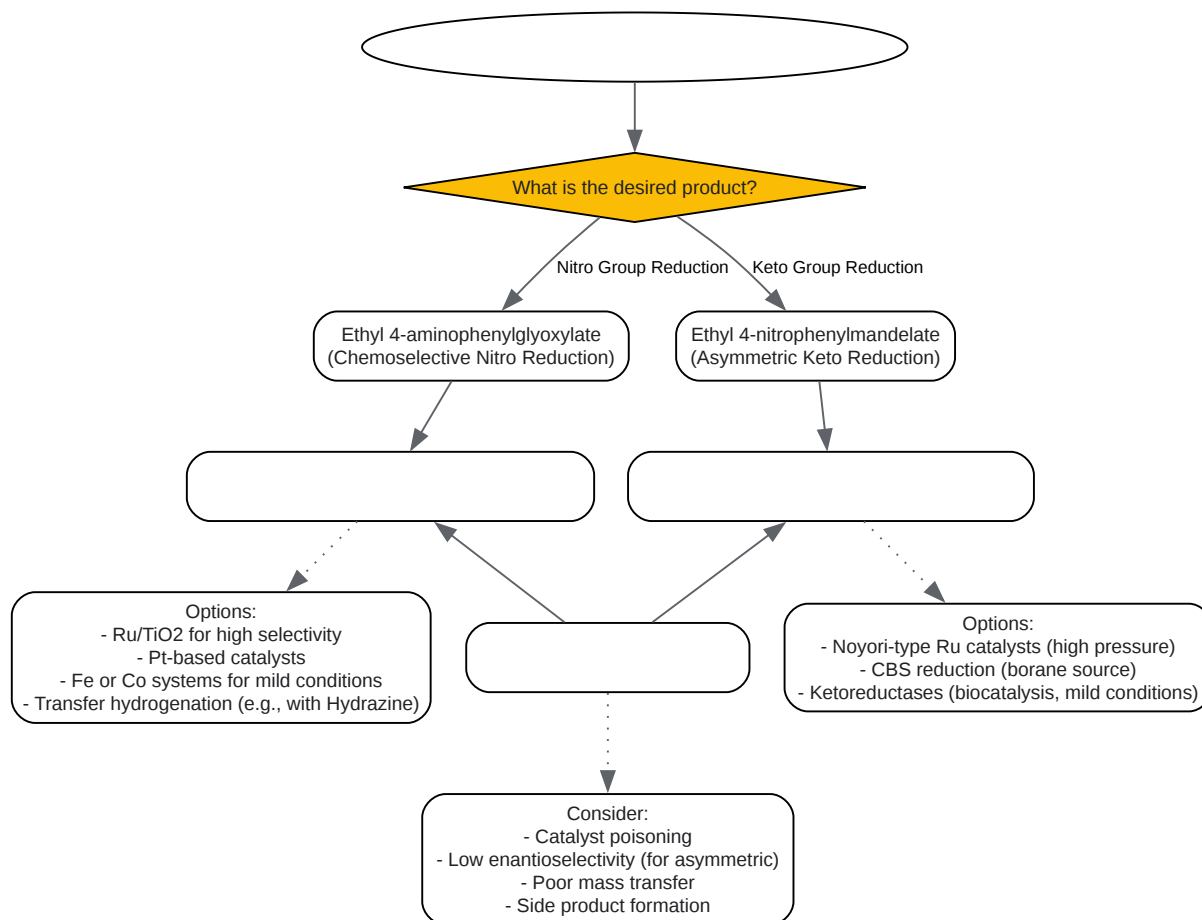 What is the desired product?
Nitro Group Reduction
Keto Group Reduction
Ethyl 4-aminophenylglyoxylate
(Chemoselective Nitro Reduction)
Ethyl 4-nitrophenylmandelate
(Asymmetric Keto Reduction)
Options:
- Ru/TiO2 for high selectivity
- Pt-based catalysts
- Fe or Co systems for mild conditions
- Transfer hydrogenation (e.g., with Hydrazine)
Options:
- Noyori-type Ru catalysts (high pressure)
- CBS reduction (borane source)
- Ketoreductases (biocatalysis, mild conditions)
Consider:
- Catalyst poisoning
- Low enantioselectivity (for asymmetric)
- Poor mass transfer
- Side product formation